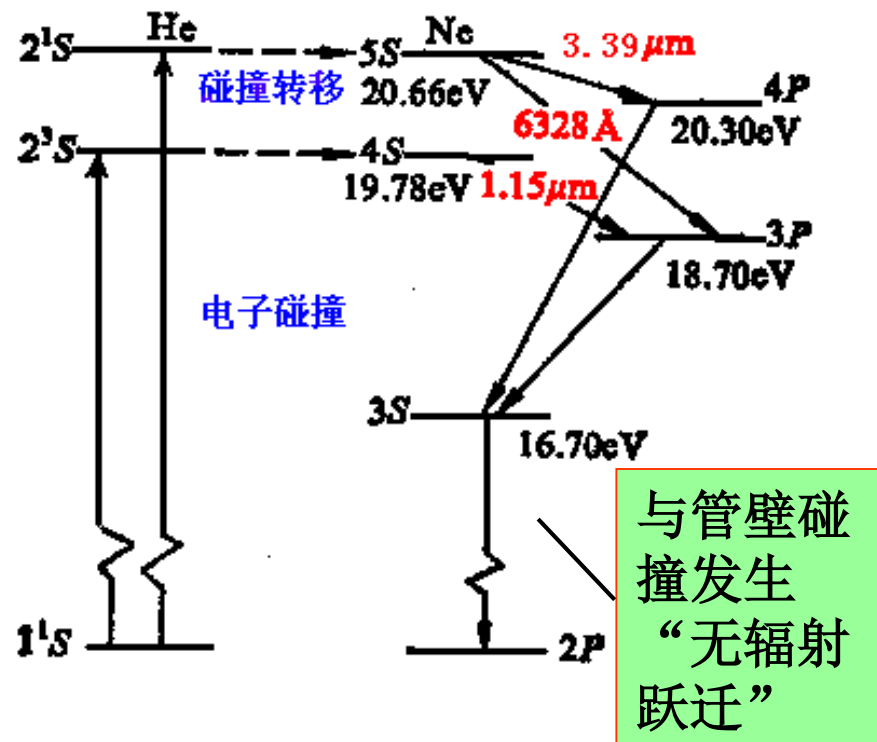 He
Ne
2¹S
5S
3. 39μm
碰撞转移
20.66eV
4P
6328Å
20.30eV
2³S
4S
19.78eV
1.15μm
3P
18.70eV
电子碰撞
3S
16.70eV
与管壁碰
撞发生
“无辐射
跃迁”
1¹S
2P